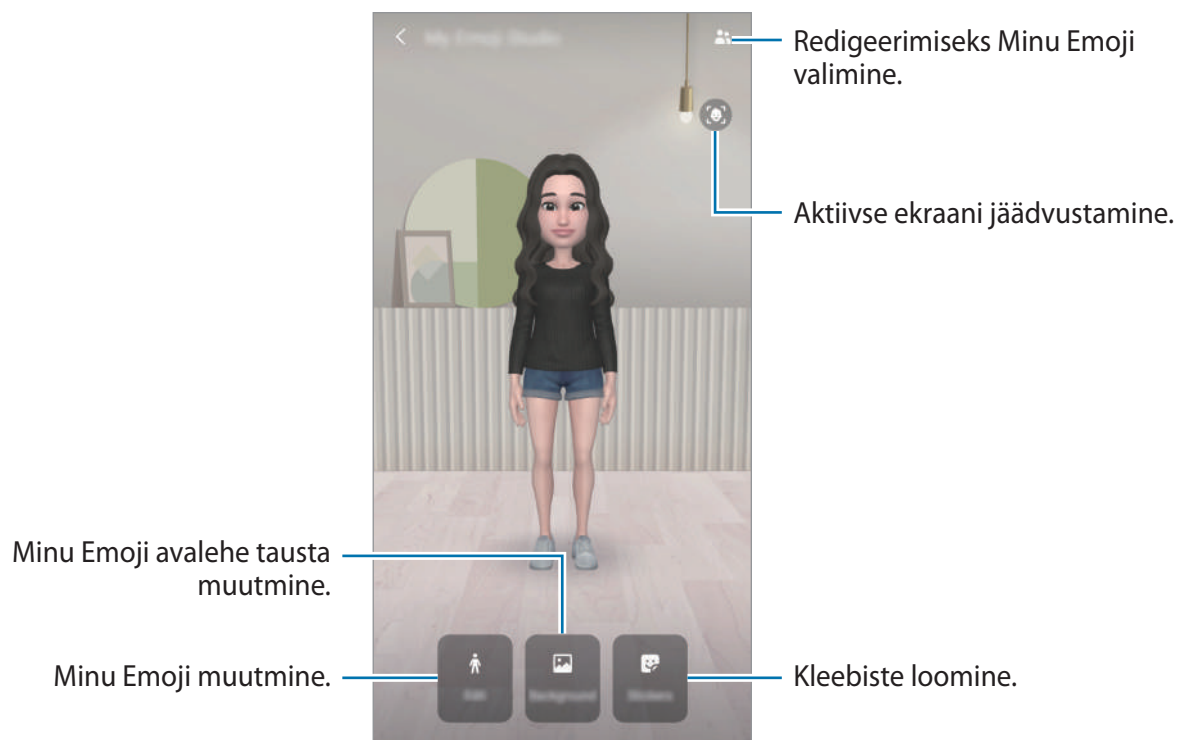 Redigeerimiseks Minu Emoji
valimine.
Aktiivse ekraani jäädvustamine.
Minu Emoji avalehe tausta
muutmine.
Minu Emoji muutmine.
Kleebiste loomine.